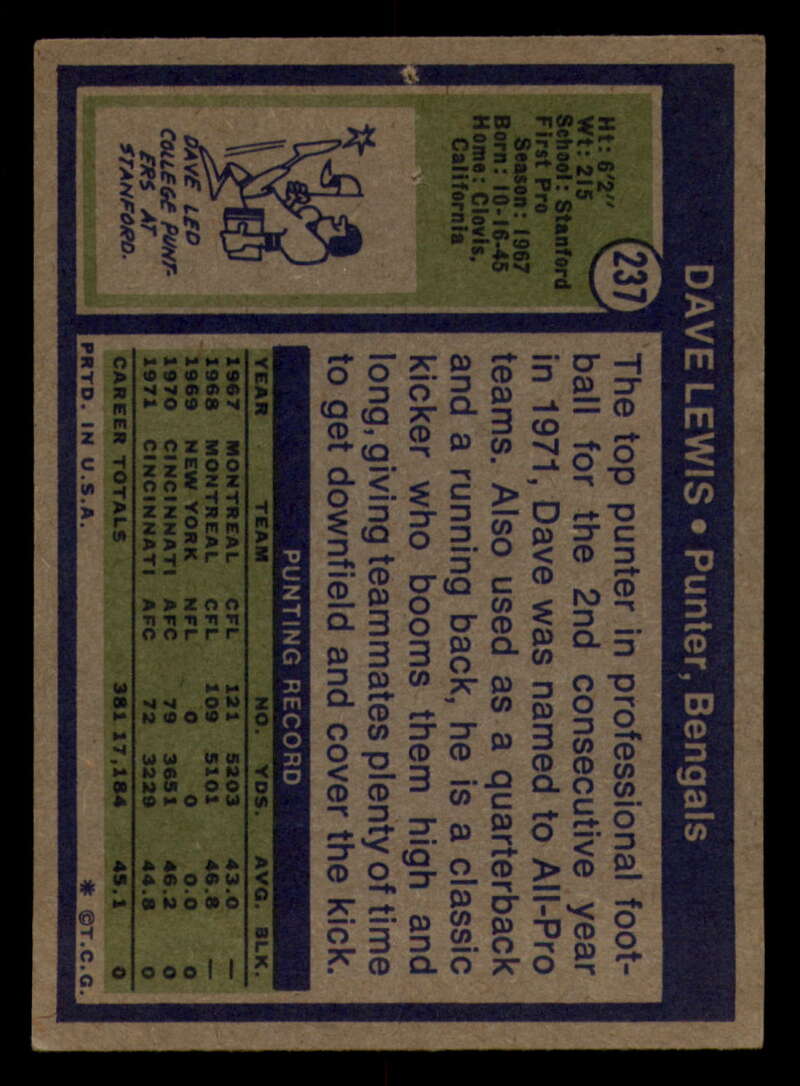 DAVE LEWIS • Punter, Bengals
237
Ht: 6'2"
Wt: 215
School: Stanford
First Pro
Season: 1967
Born: 10-16-45
Home: Clovis,
California
DAVE LED
COLLEGE PUNT-
ERS AT
STANFORD.
The top punter in professional foot-
ball for the 2nd consecutive year
in 1971, Dave was named to All-Pro
teams. Also used as a quarterback
and a running back, he is a classic
kicker who booms them high and
long, giving teammates plenty of time
to get downfield and cover the kick.
PUNTING RECORD
YEAR TEAM NO. YDS. AVG. BLK.
1967 MONTREAL CFL 121 5203 43.0 —
1968 MONTREAL CFL 109 5101 46.8 —
1969 NEW YORK NFL 0 0 0.0 0
1970 CINCINNATI AFC 79 3651 46.2 0
1971 CINCINNATI AFC 72 3229 44.8 0
CAREER TOTALS 381 17,184 45.1 0
PRTD. IN U.S.A. * ©T.C.G.